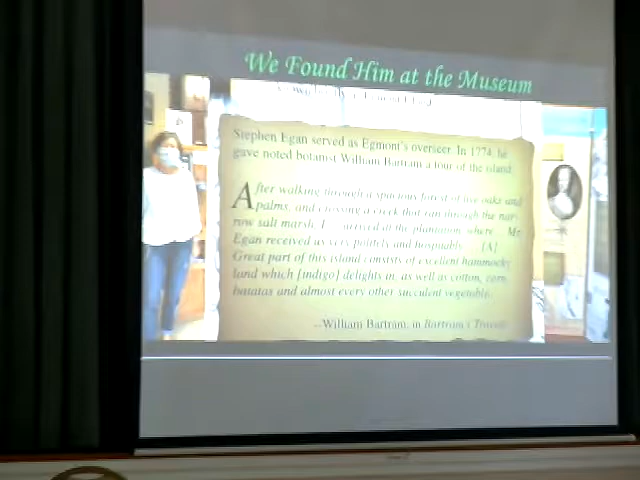 We Found Him at the Museum
Stephen Egan served as Egmont's overseer. In 1774, he
gave noted botanist William Bartram a tour of the island.
After walking through a spacious forest of live oaks and
palms, and crossing a creek that ran through the nar-
row salt marsh, I arrived at the plantation, where Mr.
Egan received us very politely and hospitably. [A]
Great part of this island consists of excellent hammocky
land which [indigo] delights in, as well as cotton, corn,
batatas and almost every other succulent vegetable.
--William Bartram, in Bartram's Travels